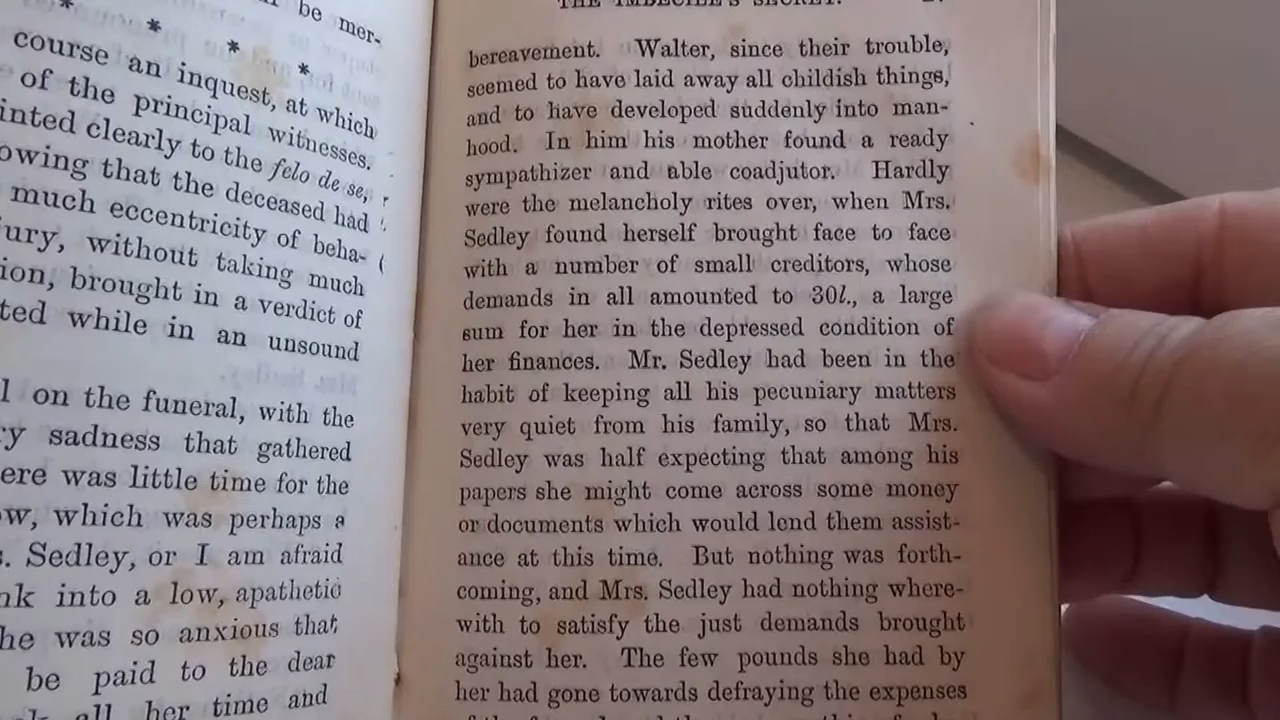 be mer-
* * * *
course an inquest, at which
of the principal witnesses.
clearly to the felo de se,
that the deceased had
much eccentricity of beha-
without taking much
brought in a verdict of
while in an unsound
on the funeral, with the
sadness that gathered
was little time for the
which was perhaps a
Sedley, or I am afraid
into a low, apathetic
he was so anxious that
be paid to the dear
all her time and
THE IMBECILE'S SECRET.
bereavement. Walter, since their trouble,
seemed to have laid away all childish things,
and to have developed suddenly into man-
hood. In him his mother found a ready
sympathizer and able coadjutor. Hardly
were the melancholy rites over, when Mrs.
Sedley found herself brought face to face
with a number of small creditors, whose
demands in all amounted to 30l., a large
sum for her in the depressed condition of
her finances. Mr. Sedley had been in the
habit of keeping all his pecuniary matters
very quiet from his family, so that Mrs.
Sedley was half expecting that among his
papers she might come across some money
or documents which would lend them assist-
ance at this time. But nothing was forth-
coming, and Mrs. Sedley had nothing where-
with to satisfy the just demands brought
against her. The few pounds she had by
her had gone towards defraying the expenses